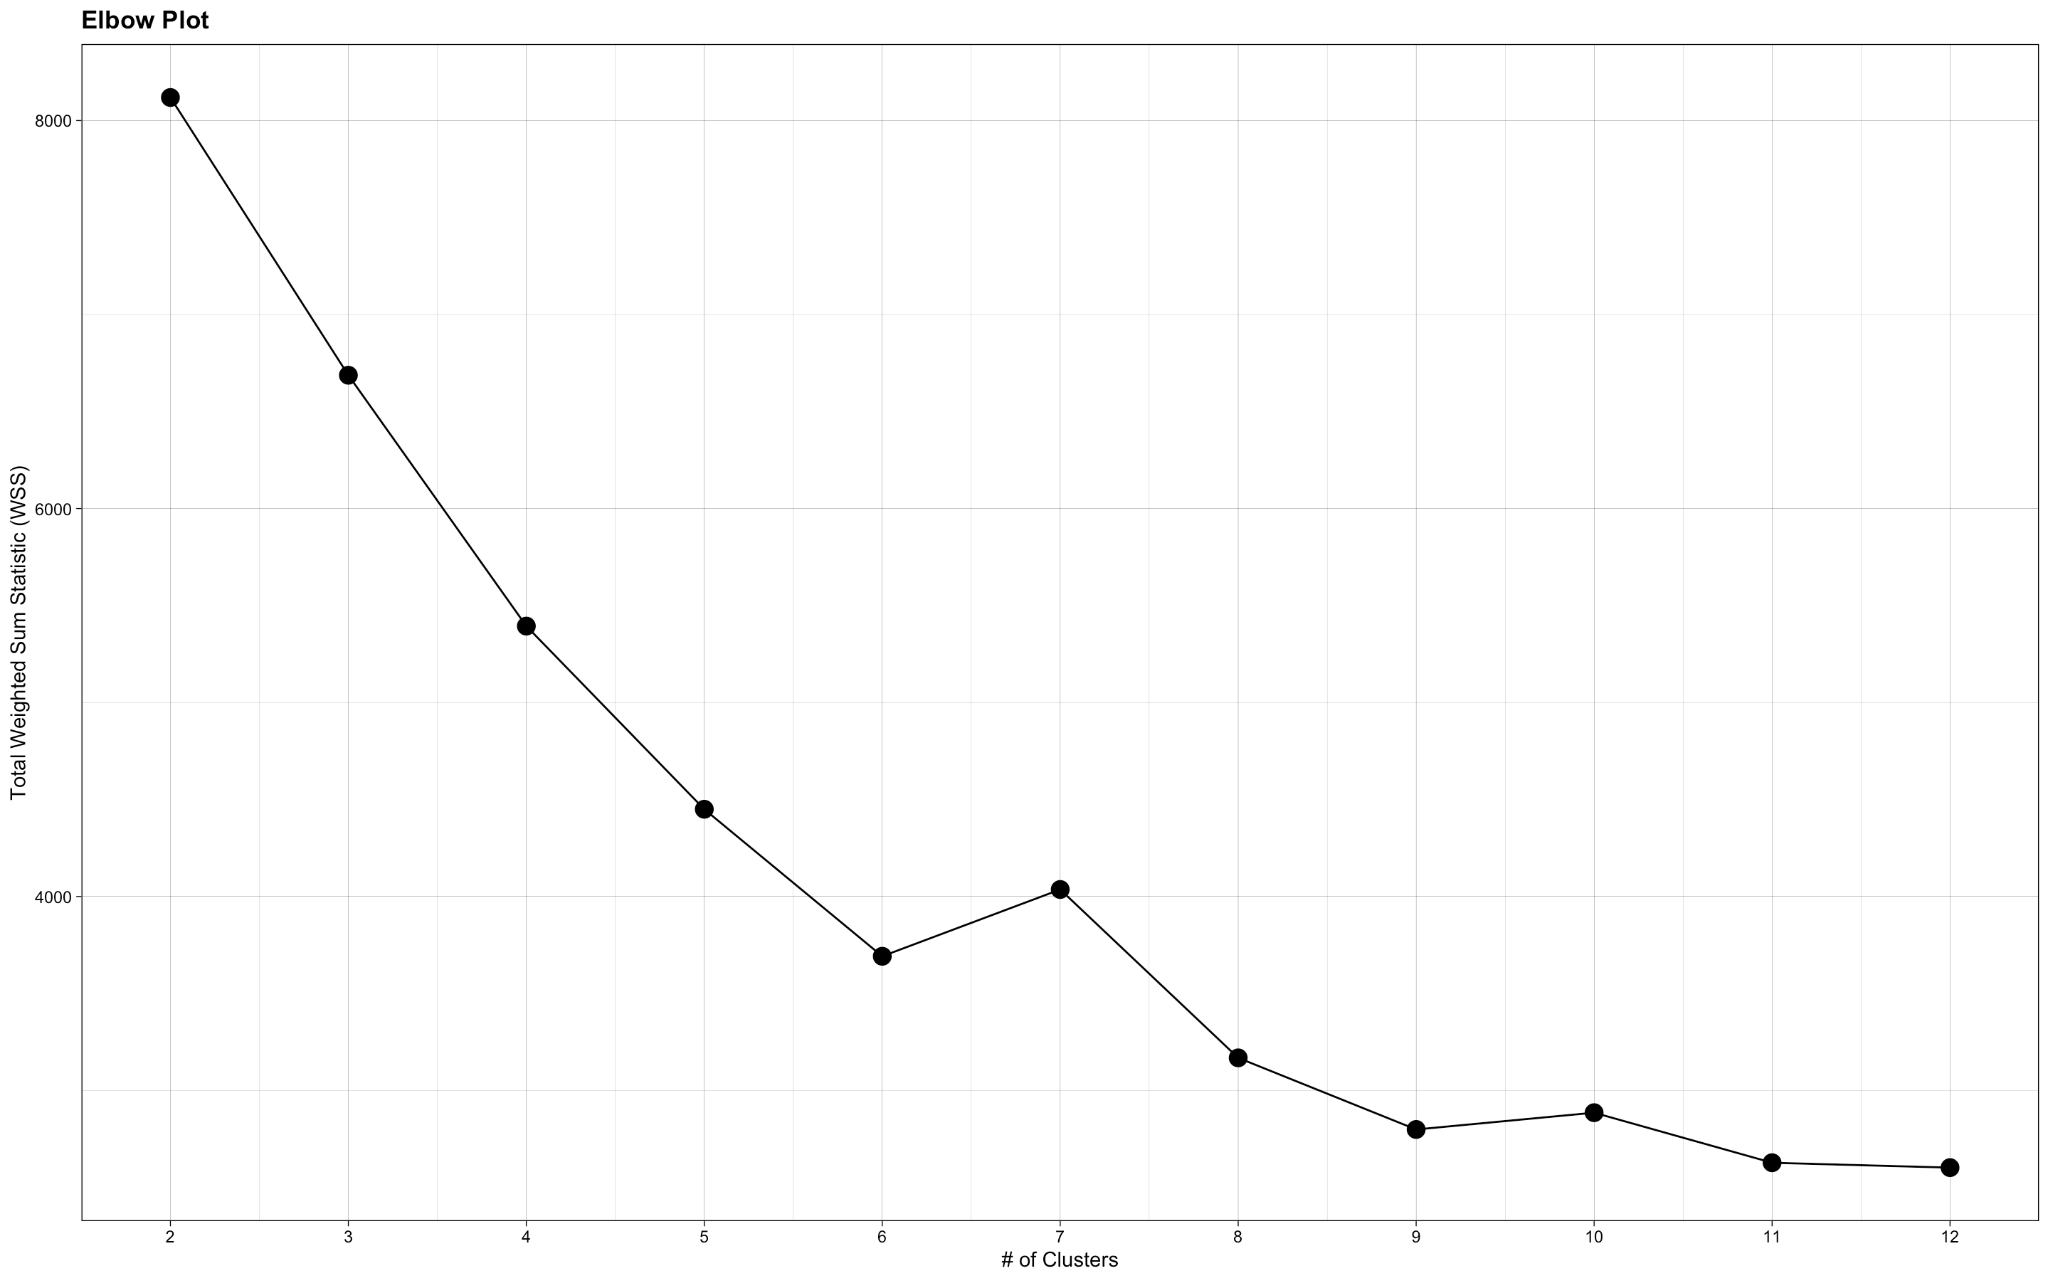 Elbow Plot
Total Weighted Sum Statistic (WSS)
8000
6000
4000
2 3 4 5 6 7 8 9 10 11 12
# of Clusters